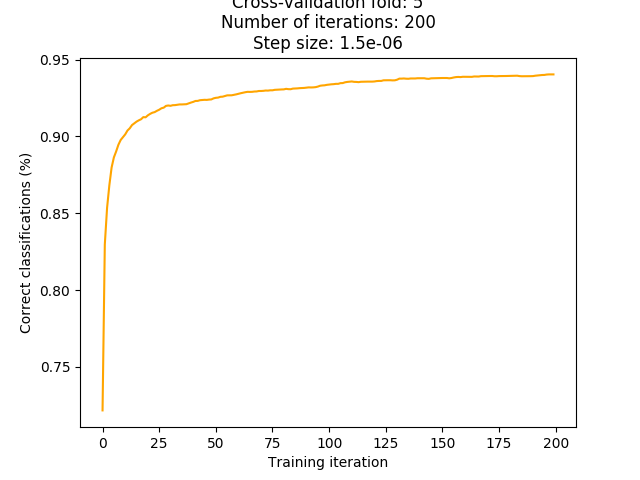 Cross-validation fold: 5
Number of iterations: 200
Step size: 1.5e-06
0.95
0.90
0.85
0.80
0.75
Correct classifications (%)
0 25 50 75 100 125 150 175 200
Training iteration